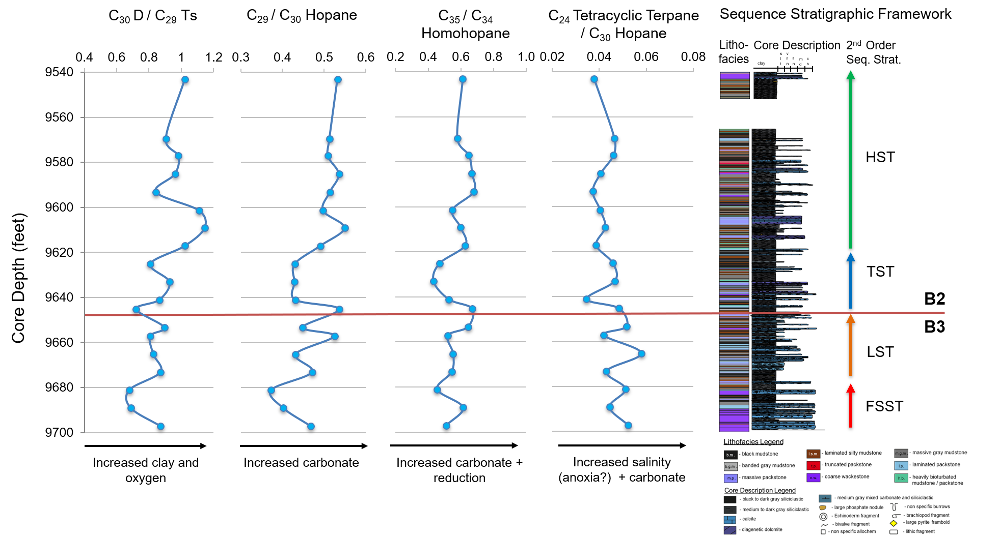 C30 D / C29 Ts
C29 / C30 Hopane
C35 / C34
Homohopane
C24 Tetracyclic Terpane
/ C30 Hopane
Sequence Stratigraphic Framework
0.4 0.6 0.8 1 1.2
0.3 0.4 0.5 0.6
0.2 0.4 0.6 0.8 1.0
0.02 0.04 0.06 0.08
Litho-
facies
Core Description
clay slt vfn fn md cs
2nd Order
Seq. Strat.
Core Depth (feet)
9540
9560
9580
9600
9620
9640
9660
9680
9700
HST
TST
B2
B3
LST
FSST
Increased clay and
oxygen
Increased carbonate
Increased carbonate +
reduction
Increased salinity
(anoxia?) + carbonate
Lithofacies Legend
b.m. - black mudstone
l.s.m. - laminated silty mudstone
m.g.m. - massive gray mudstone
b.g.m. - banded gray mudstone
t.p. - truncated packstone
l.p. - laminated packstone
m.p. - massive packstone
c.w. - coarse wackestone
h.b. - heavily bioturbated
mudstone / packstone
Core Description Legend
- black to dark gray siliciclastic
- medium gray mixed carbonate and siliciclastic
- medium to dark gray siliciclastic
- large phosphate nodule
- non specific burrows
- calcite
- Echinoderm fragment
- brachiopod fragment
- bivalve fragment
- large pyrite framboid
- diagenetic dolomite
- non specific allochem
- lithic fragment